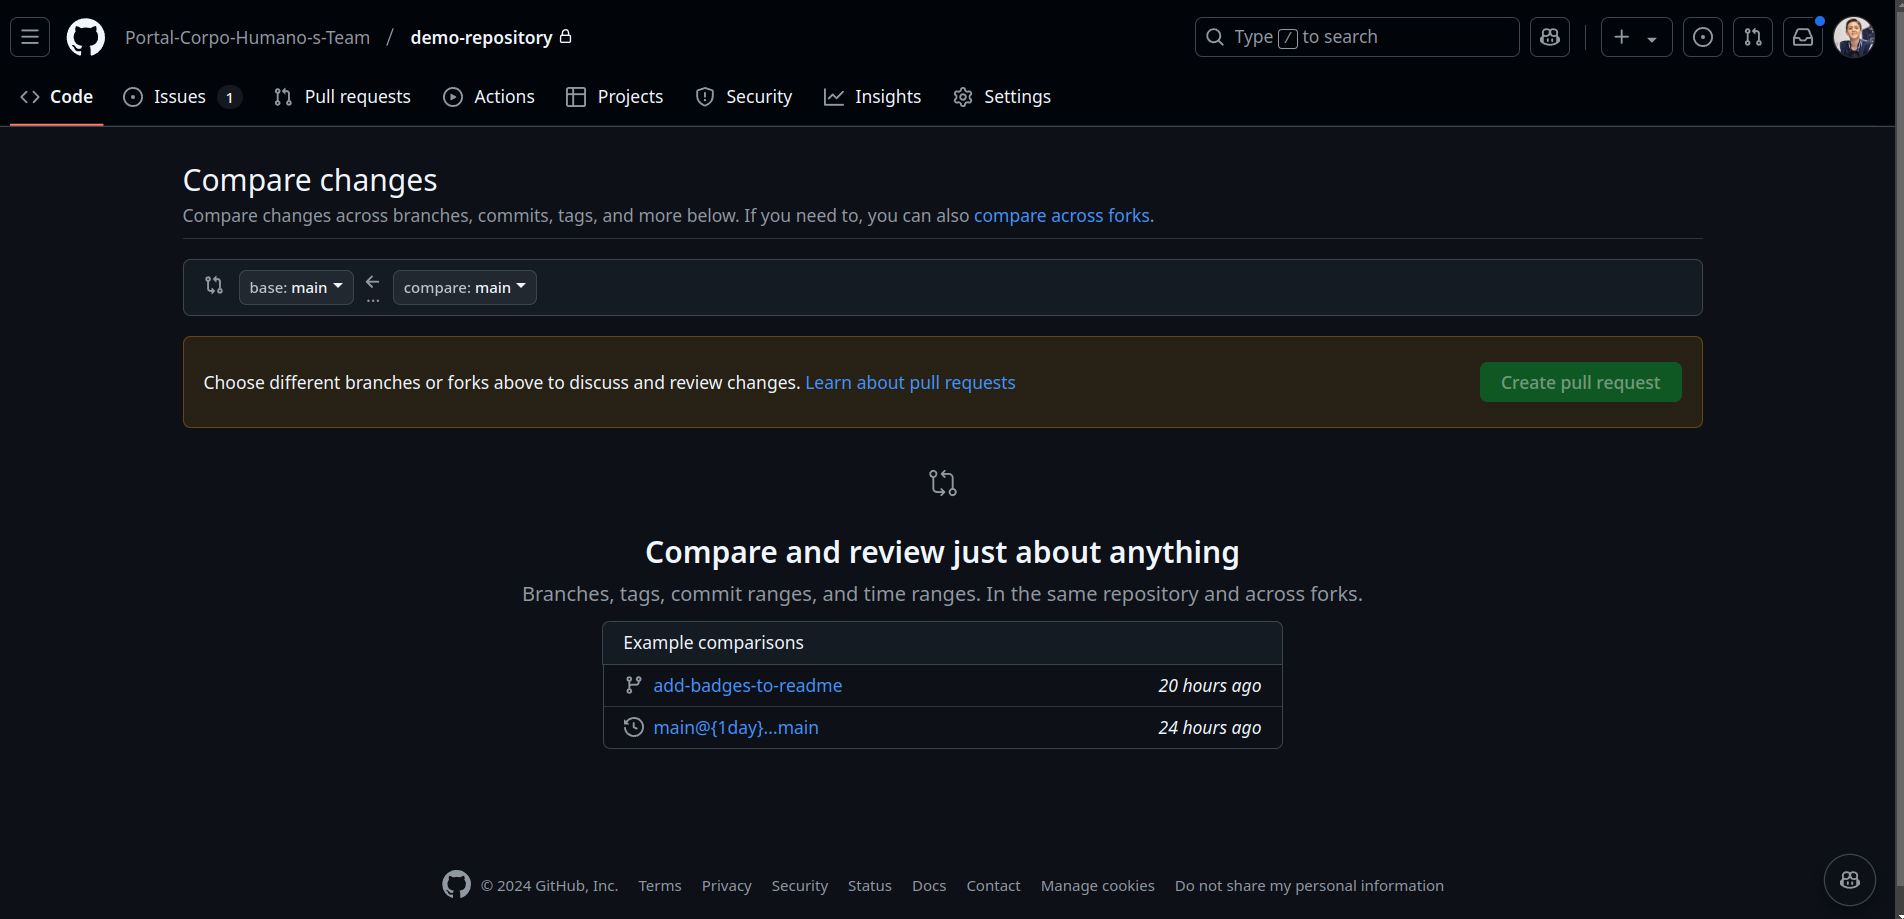 Portal-Corpo-Humano-s-Team / demo-repository
Type / to search
Code
Issues 1
Pull requests
Actions
Projects
Security
Insights
Settings
Compare changes
Compare changes across branches, commits, tags, and more below. If you need to, you can also compare across forks.
base: main
...
compare: main
Choose different branches or forks above to discuss and review changes. Learn about pull requests
Create pull request
Compare and review just about anything
Branches, tags, commit ranges, and time ranges. In the same repository and across forks.
Example comparisons
add-badges-to-readme 20 hours ago
main@{1day}...main 24 hours ago
© 2024 GitHub, Inc. Terms Privacy Security Status Docs Contact Manage cookies Do not share my personal information